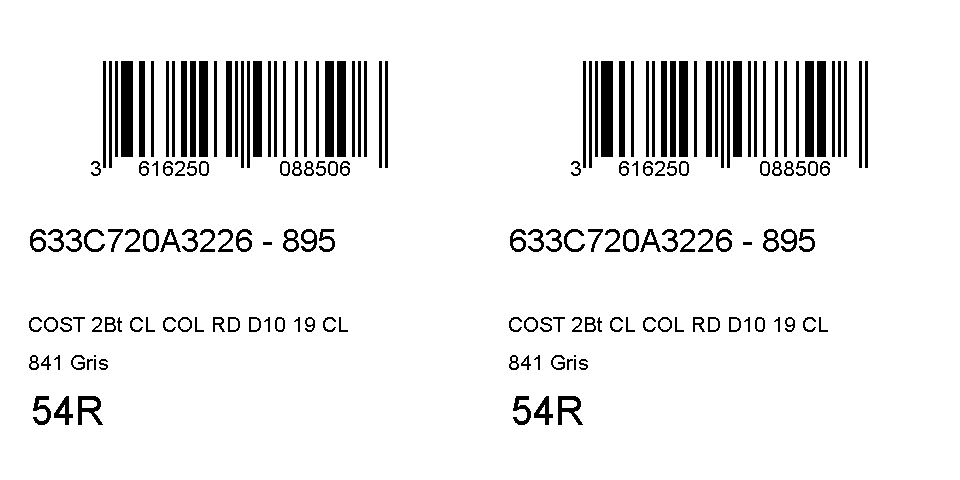 3 616250 088506
633C720A3226 - 895
COST 2Bt CL COL RD D10 19 CL
841 Gris
54R
3 616250 088506
633C720A3226 - 895
COST 2Bt CL COL RD D10 19 CL
841 Gris
54R